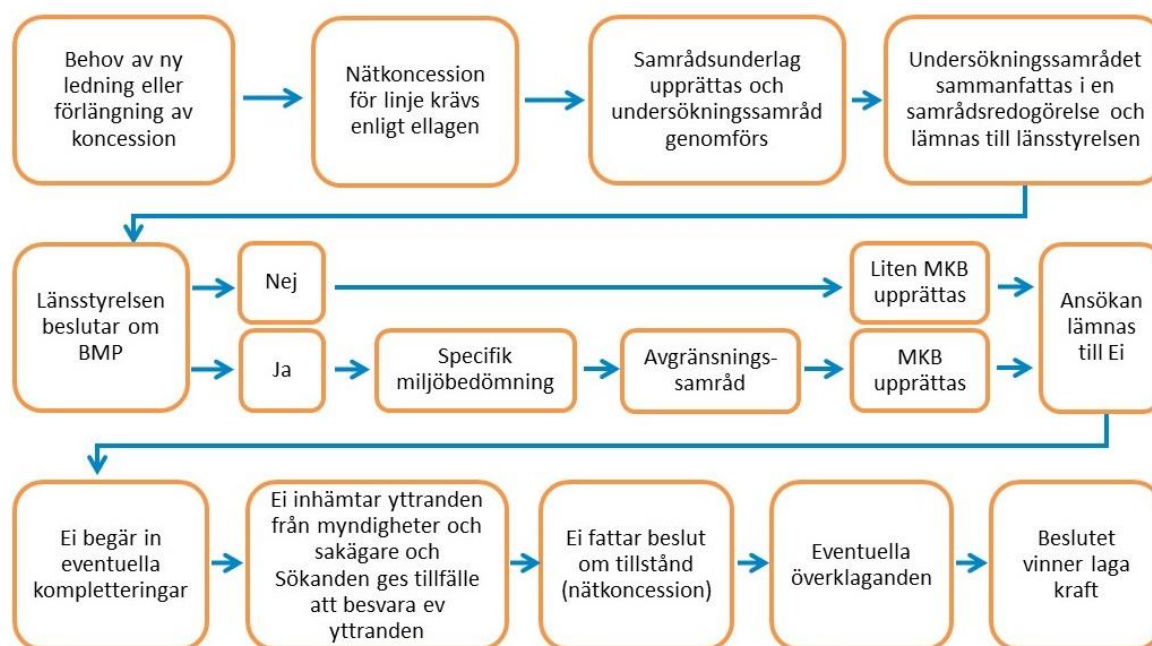 Behov av ny
ledning eller
förlängning av
koncession
Nätkoncession
för linje krävs
enligt ellagen
Samrådsunderlag
upprättas och
undersökningssamråd
genomförs
Undersökningssamrådet
sammanfattas i en
samrådsredogörelse och
lämnas till länsstyrelsen
Länsstyrelsen
beslutar om
BMP
Nej
Liten MKB
upprättas
Ja
Specifik
miljöbedömning
Avgränsnings-
samråd
MKB
upprättas
Ansökan
lämnas
till Ei
Ei begär in
eventuella
kompletteringar
Ei inhämtar yttranden
från myndigheter och
sakägare och
Sökanden ges tillfälle
att besvara ev
yttranden
Ei fattar beslut
om tillstånd
(nätkoncession)
Eventuella
överklaganden
Beslutet
vinner laga
kraft